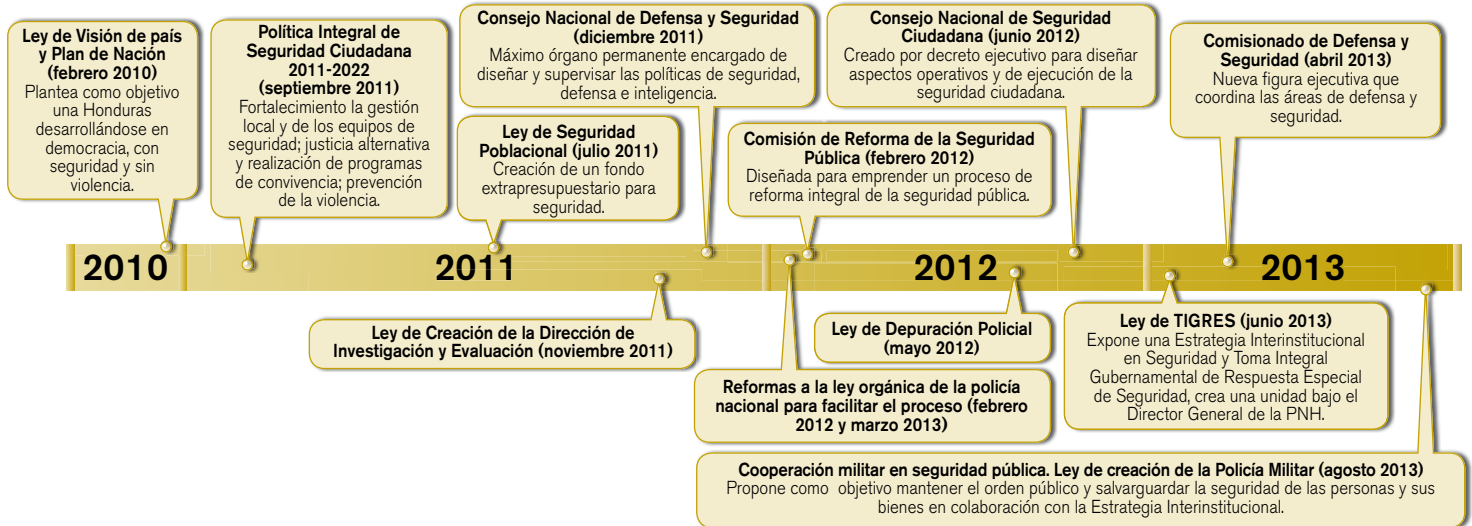 Ley de Visión de país
y Plan de Nación
(febrero 2010)
Plantea como objetivo
una Honduras
desarrollándose en
democracia, con
seguridad y sin
violencia.
Política Integral de
Seguridad Ciudadana
2011-2022
(septiembre 2011)
Fortalecimiento la gestión
local y de los equipos de
seguridad; justicia alternativa
y realización de programas
de convivencia; prevención
de la violencia.
Consejo Nacional de Defensa y Seguridad
(diciembre 2011)
Máximo órgano permanente encargado de
diseñar y supervisar las políticas de seguridad,
defensa e inteligencia.
Ley de Seguridad
Poblacional (julio 2011)
Creación de un fondo
extrapresupuestario para
seguridad.
Consejo Nacional de Seguridad
Ciudadana (junio 2012)
Creado por decreto ejecutivo para diseñar
aspectos operativos y de ejecución de la
seguridad ciudadana.
Comisión de Reforma de la Seguridad
Pública (febrero 2012)
Diseñada para emprender un proceso de
reforma integral de la seguridad pública.
Comisionado de Defensa y
Seguridad (abril 2013)
Nueva figura ejecutiva que
coordina las áreas de defensa y
seguridad.
2010
2011
2012
2013
Ley de Creación de la Dirección de
Investigación y Evaluación (noviembre 2011)
Ley de Depuración Policial
(mayo 2012)
Reformas a la ley orgánica de la policía
nacional para facilitar el proceso (febrero
2012 y marzo 2013)
Ley de TIGRES (junio 2013)
Expone una Estrategia Interinstitucional
en Seguridad y Toma Integral
Gubernamental de Respuesta Especial
de Seguridad, crea una unidad bajo el
Director General de la PNH.
Cooperación militar en seguridad pública. Ley de creación de la Policía Militar (agosto 2013)
Propone como objetivo mantener el orden público y salvarguardar la seguridad de las personas y sus
bienes en colaboración con la Estrategia Interinstitucional.